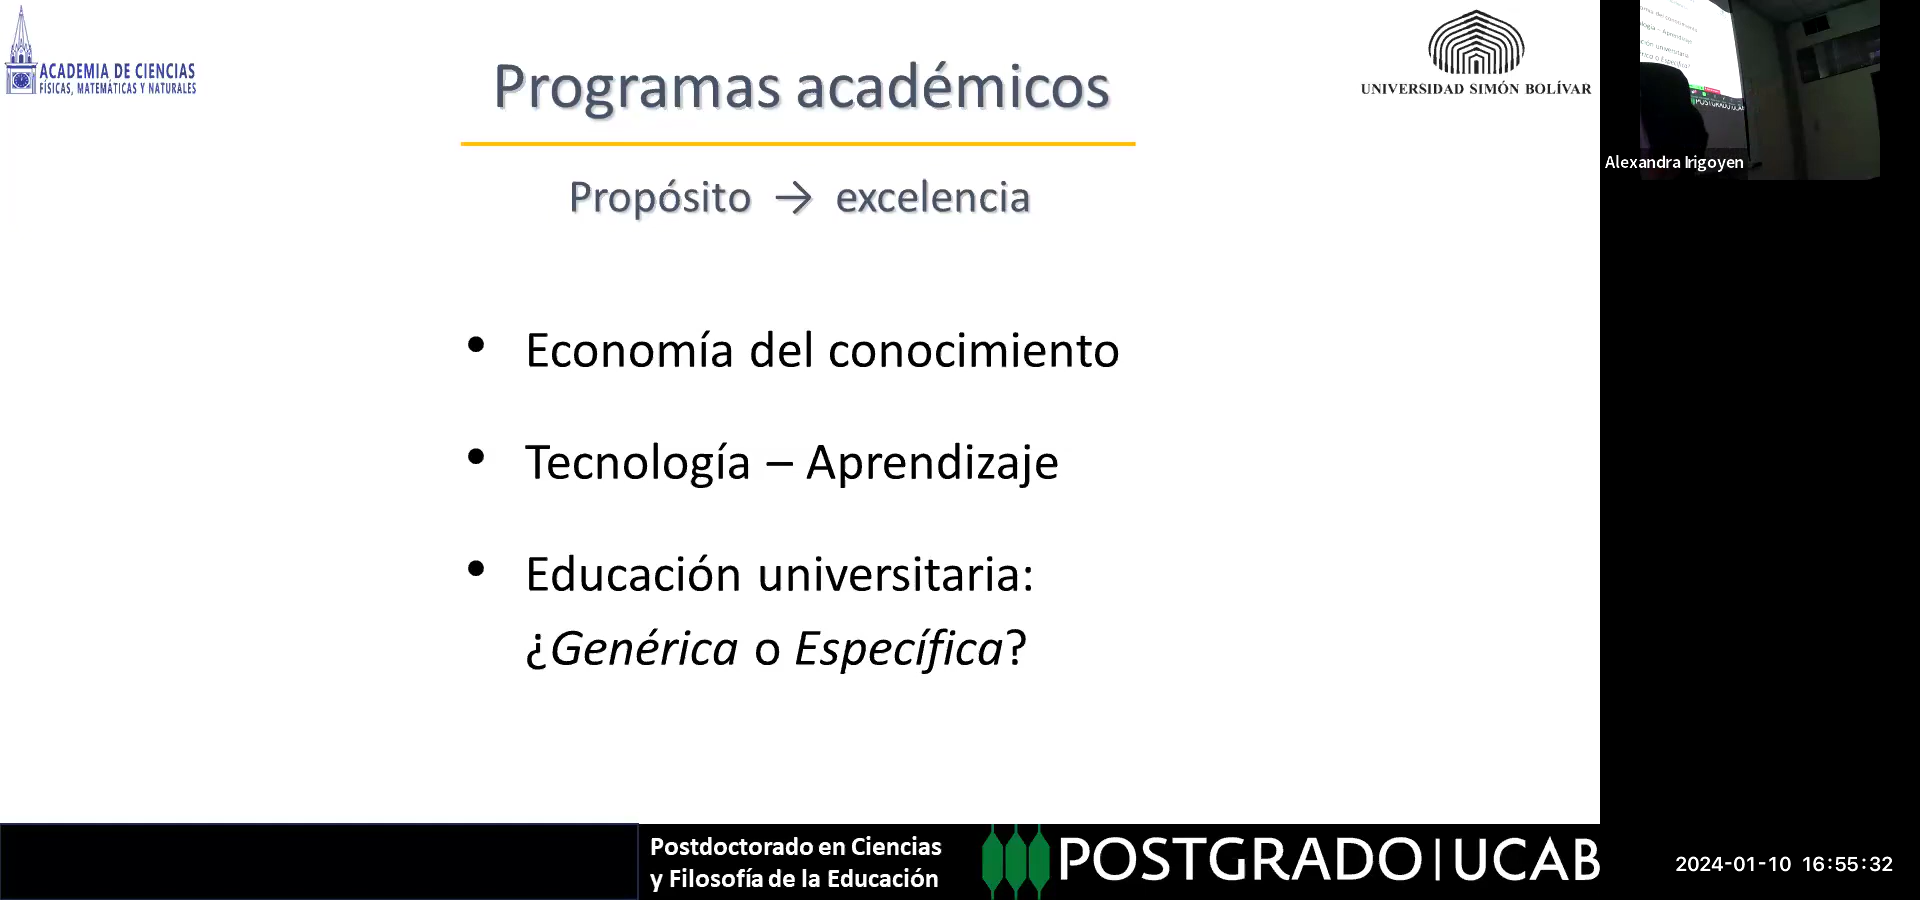 ACADEMIA DE CIENCIAS
FÍSICAS, MATEMÁTICAS Y NATURALES
Programas académicos
UNIVERSIDAD SIMÓN BOLÍVAR
Propósito → excelencia
• Economía del conocimiento
• Tecnología – Aprendizaje
• Educación universitaria:
¿Genérica o Específica?
Alexandra Irigoyen
Postdoctorado en Ciencias
y Filosofía de la Educación
POSTGRADO|UCAB
2024-01-10 16:55:32